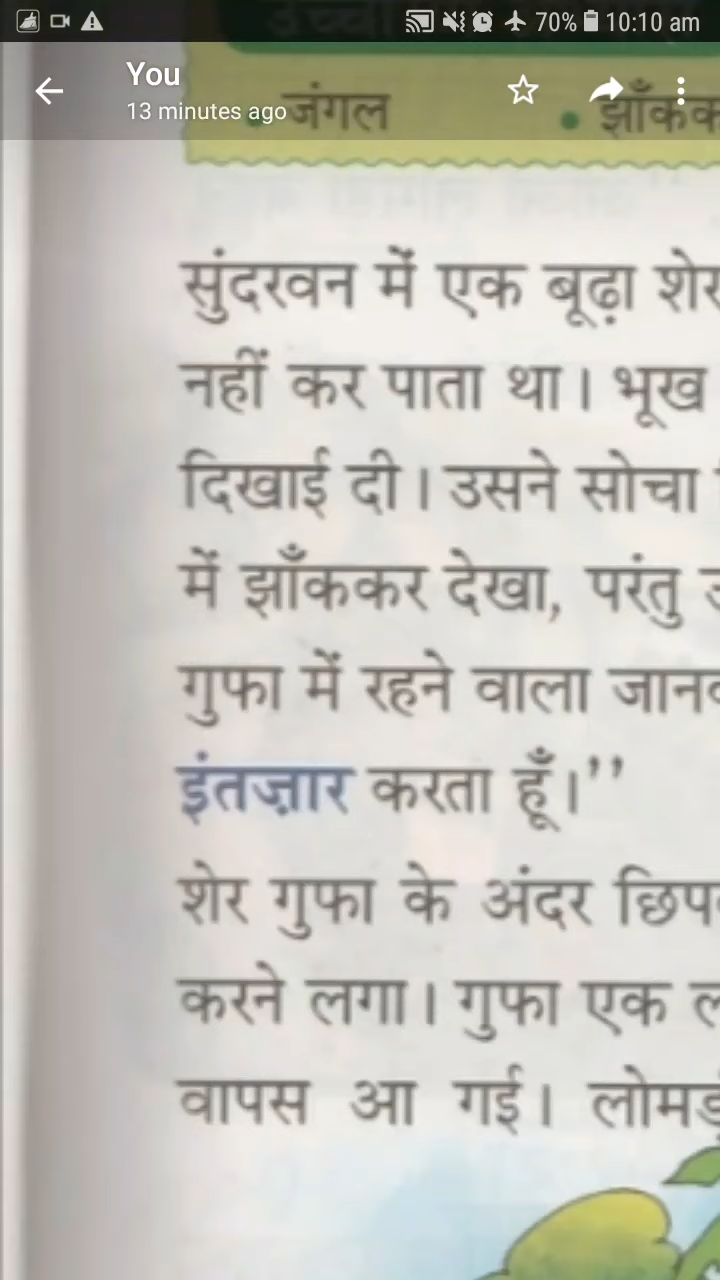 70% 10:10 am
You
13 minutes ago
• जंगल •
सुंदरवन में एक बूढ़ा शेर
नहीं कर पाता था। भूख
दिखाई दी। उसने सोचा
में झाँककर देखा, परंतु
गुफा में रहने वाला
इंतज़ार करता हूँ।”
शेर गुफा के अंदर
करने लगा। गुफा एक
वापस आ गई।